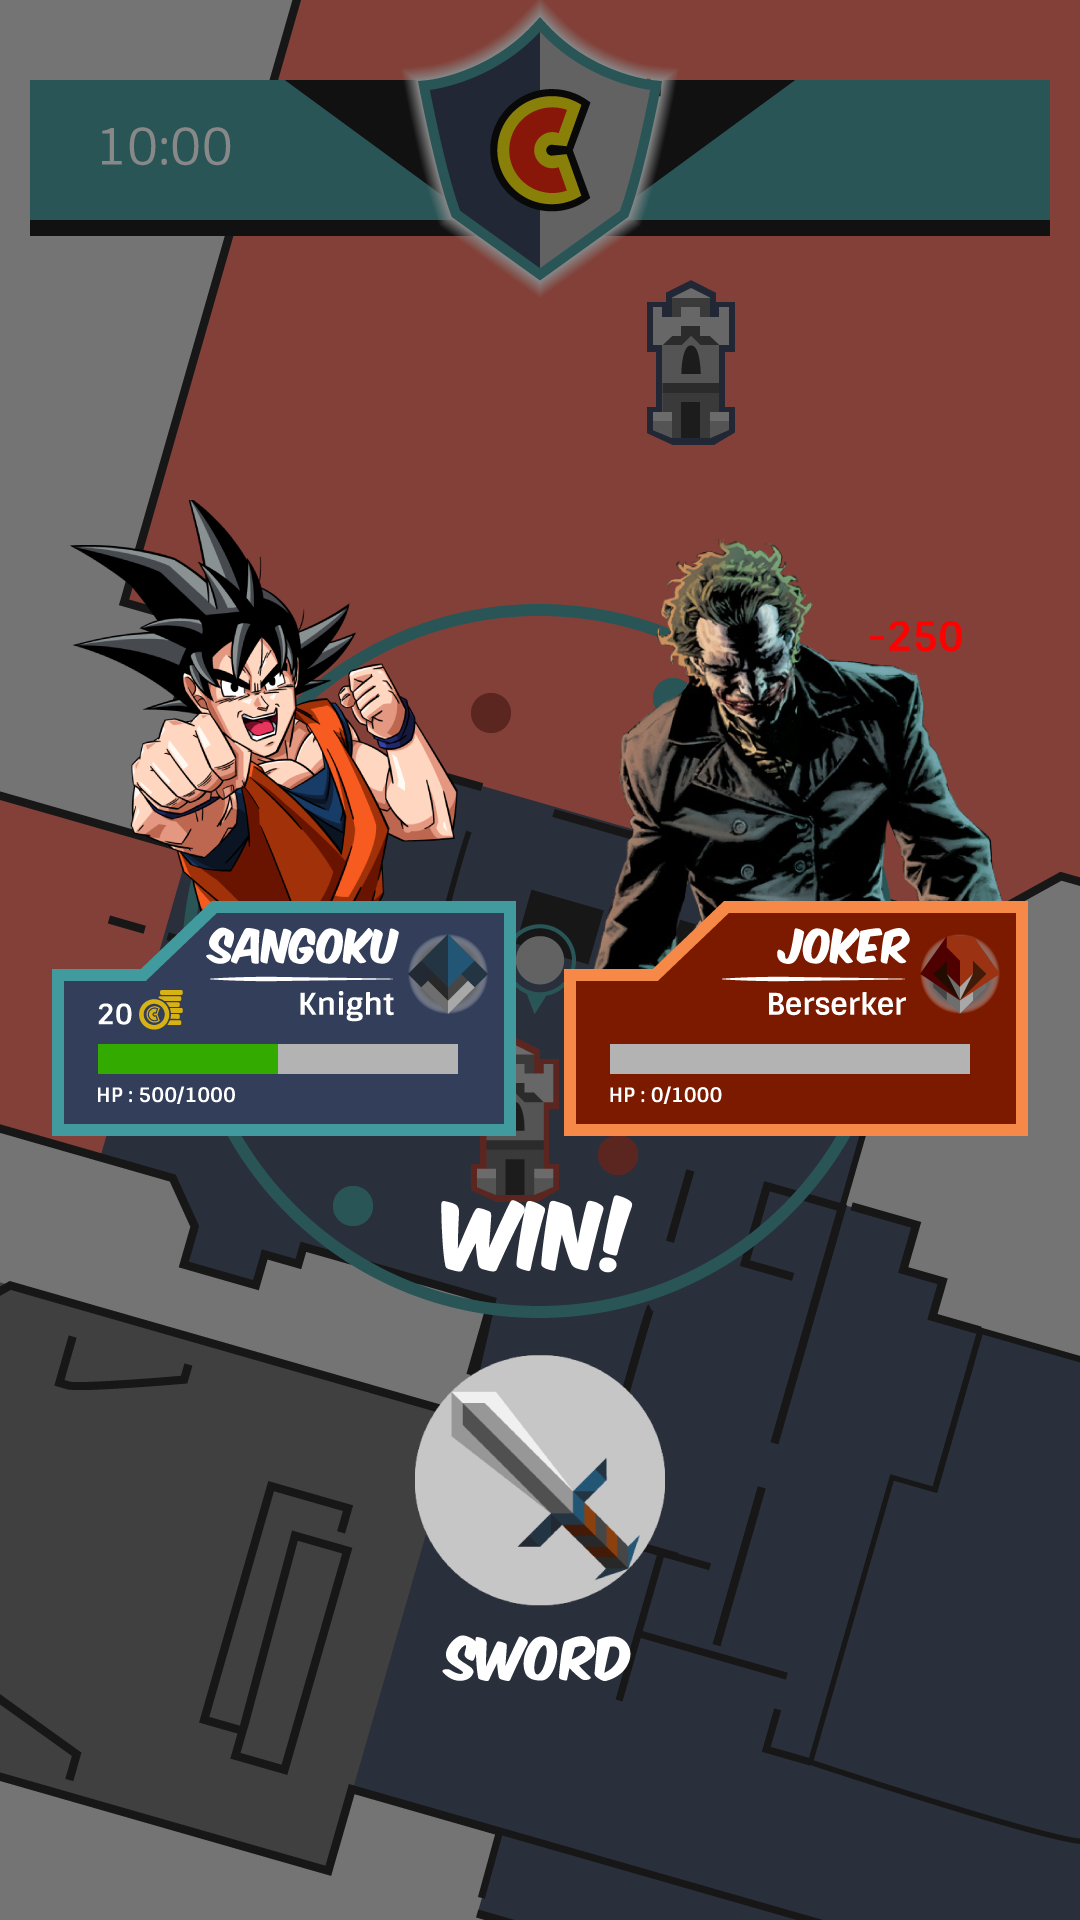 10:00
-250
SANGOKU
Knight
20
HP : 500/1000
JOKER
Berserker
HP : 0/1000
WIN!
SWORD